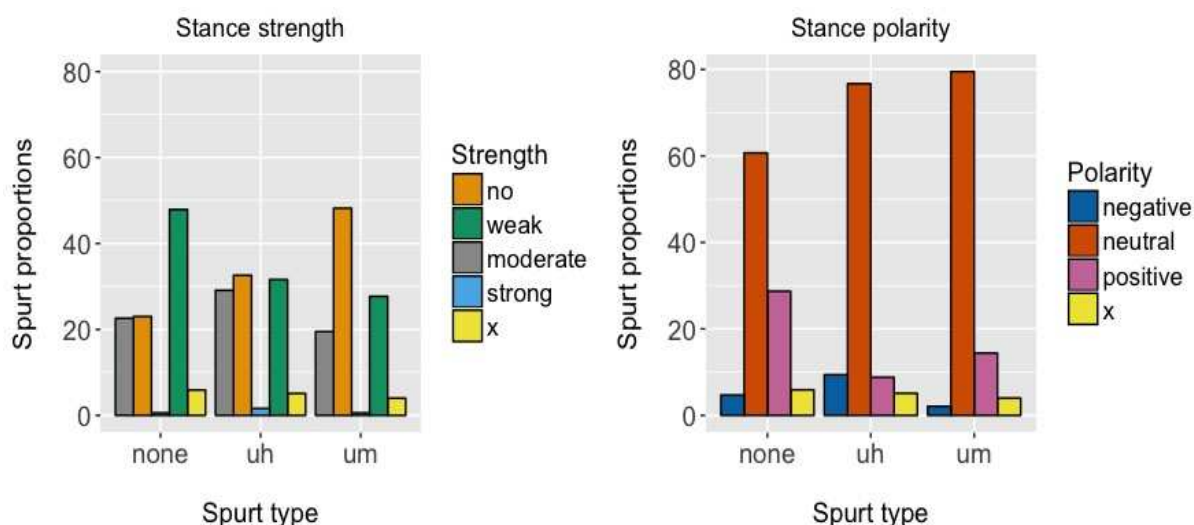 Stance strength
80
60
40
20
0
Spurt proportions
none uh um
Spurt type
Strength
no
weak
moderate
strong
x
Stance polarity
80
60
40
20
0
Spurt proportions
none uh um
Spurt type
Polarity
negative
neutral
positive
x